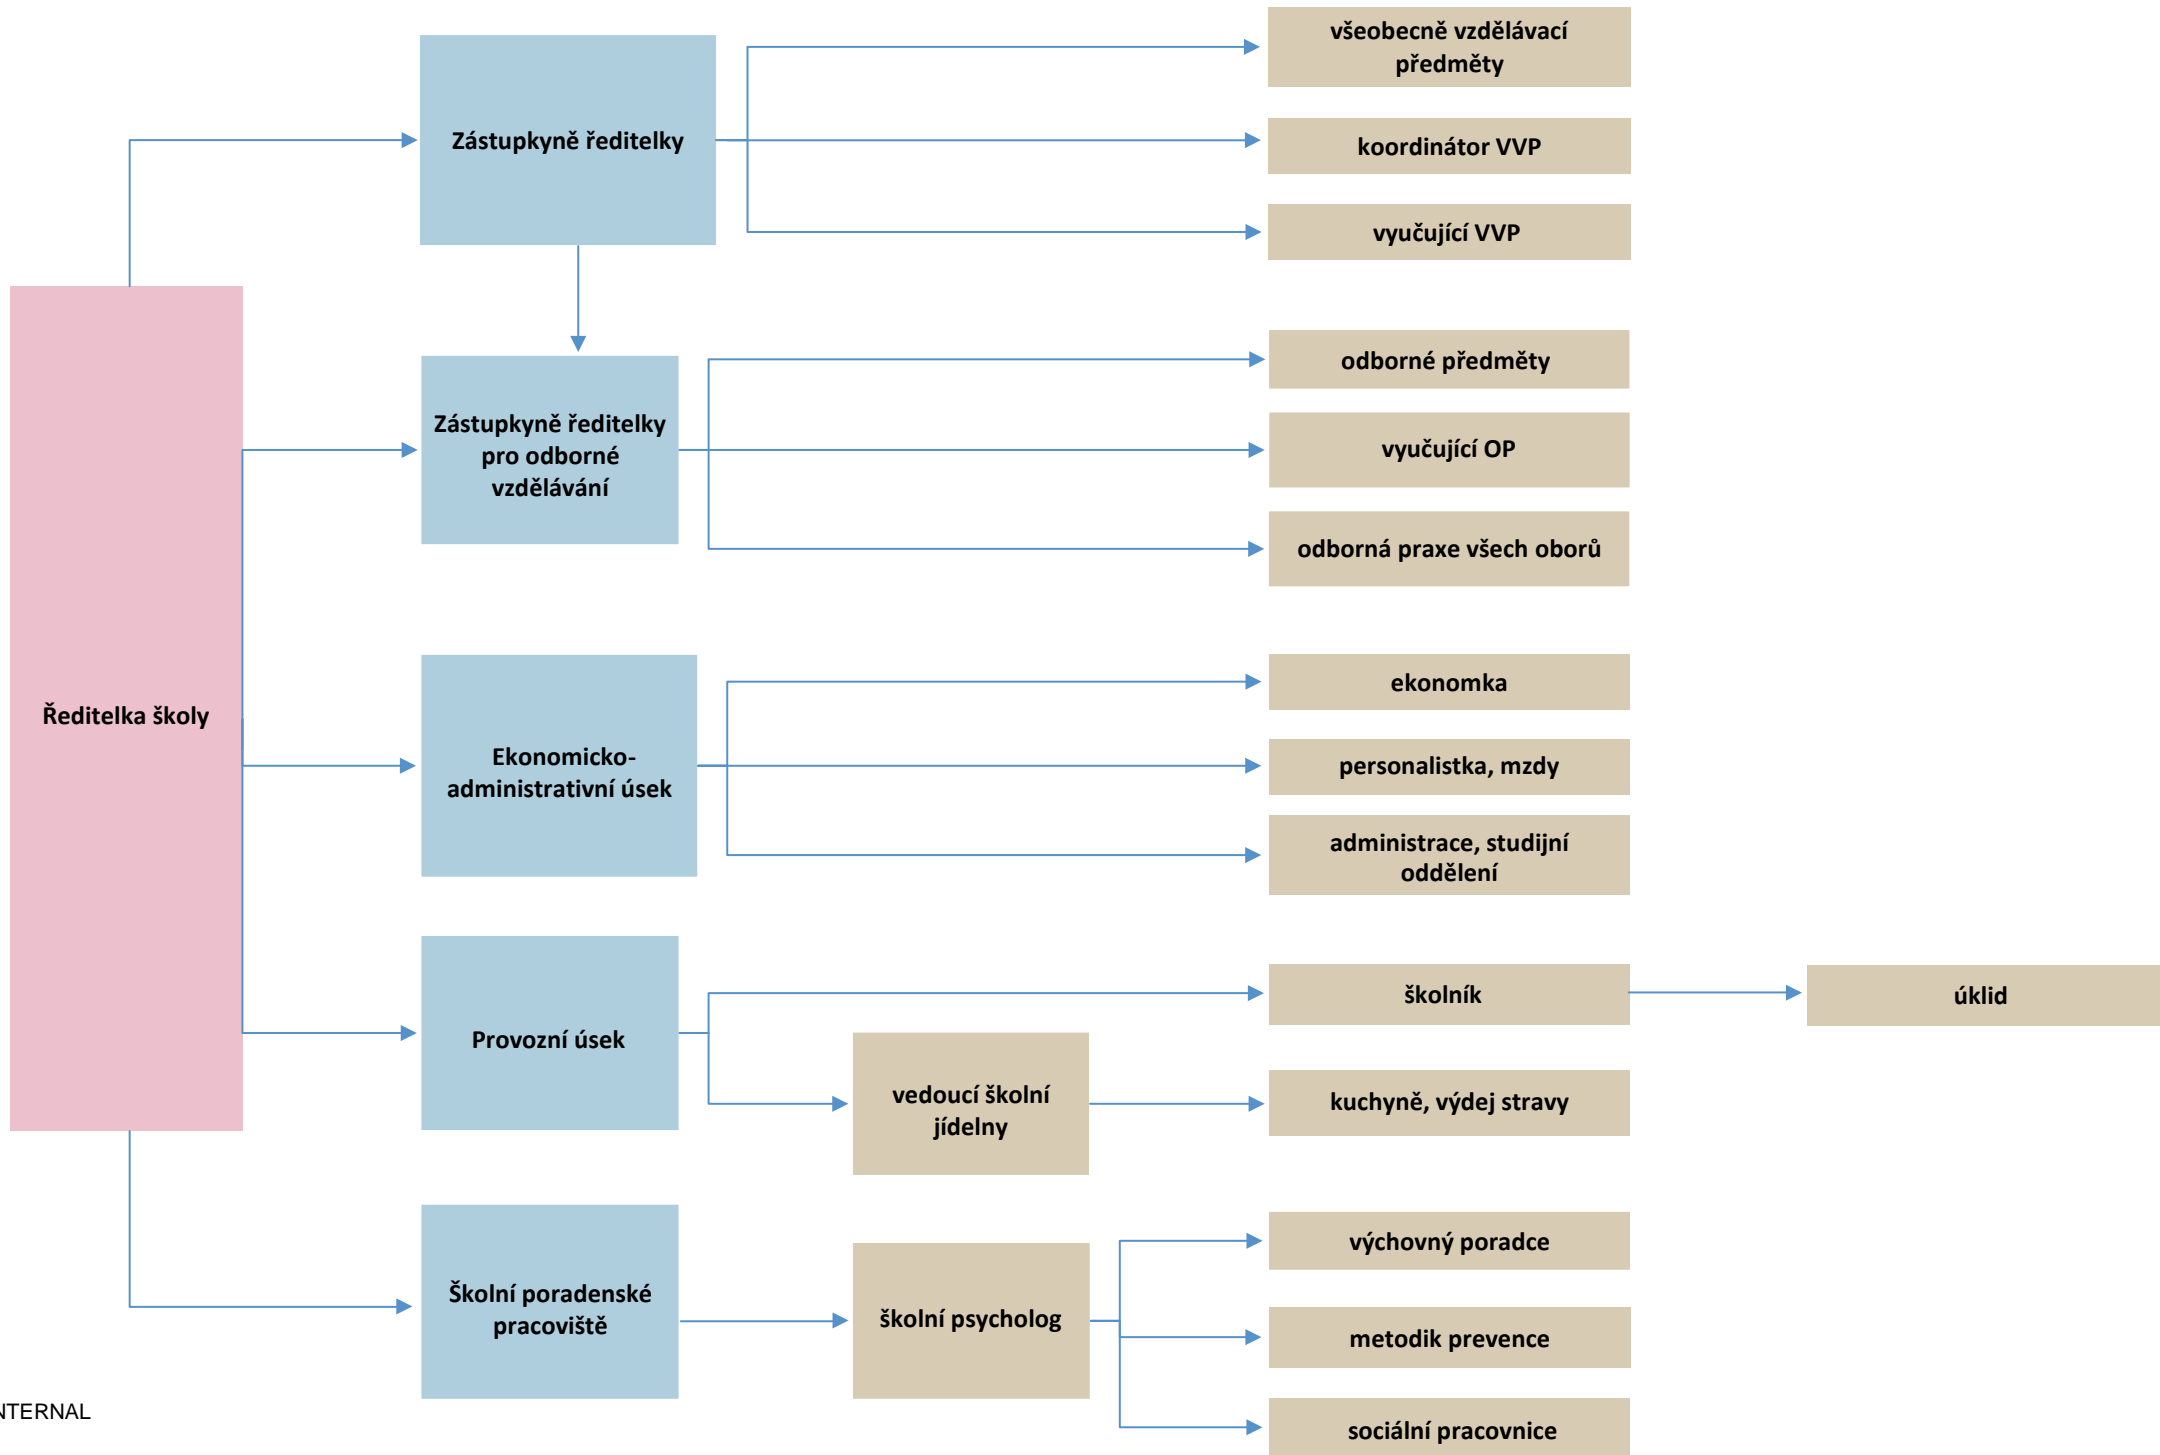 všeobecně vzdělávací
předměty
Zástupkyně ředitelky
koordinátor VVP
vyučující VVP
odborné předměty
Zástupkyně ředitelky
pro odborné
vzdělávání
vyučující OP
odborná praxe všech oborů
Ředitelka školy
ekonomka
Ekonomicko-
administrativní úsek
personalistka, mzdy
administrace, studijní
oddělení
Provozní úsek
školník
úklid
vedoucí školní
jídelny
kuchyně, výdej stravy
Školní poradenské
pracoviště
školní psycholog
výchovný poradce
metodik prevence
sociální pracovnice
NTERNAL